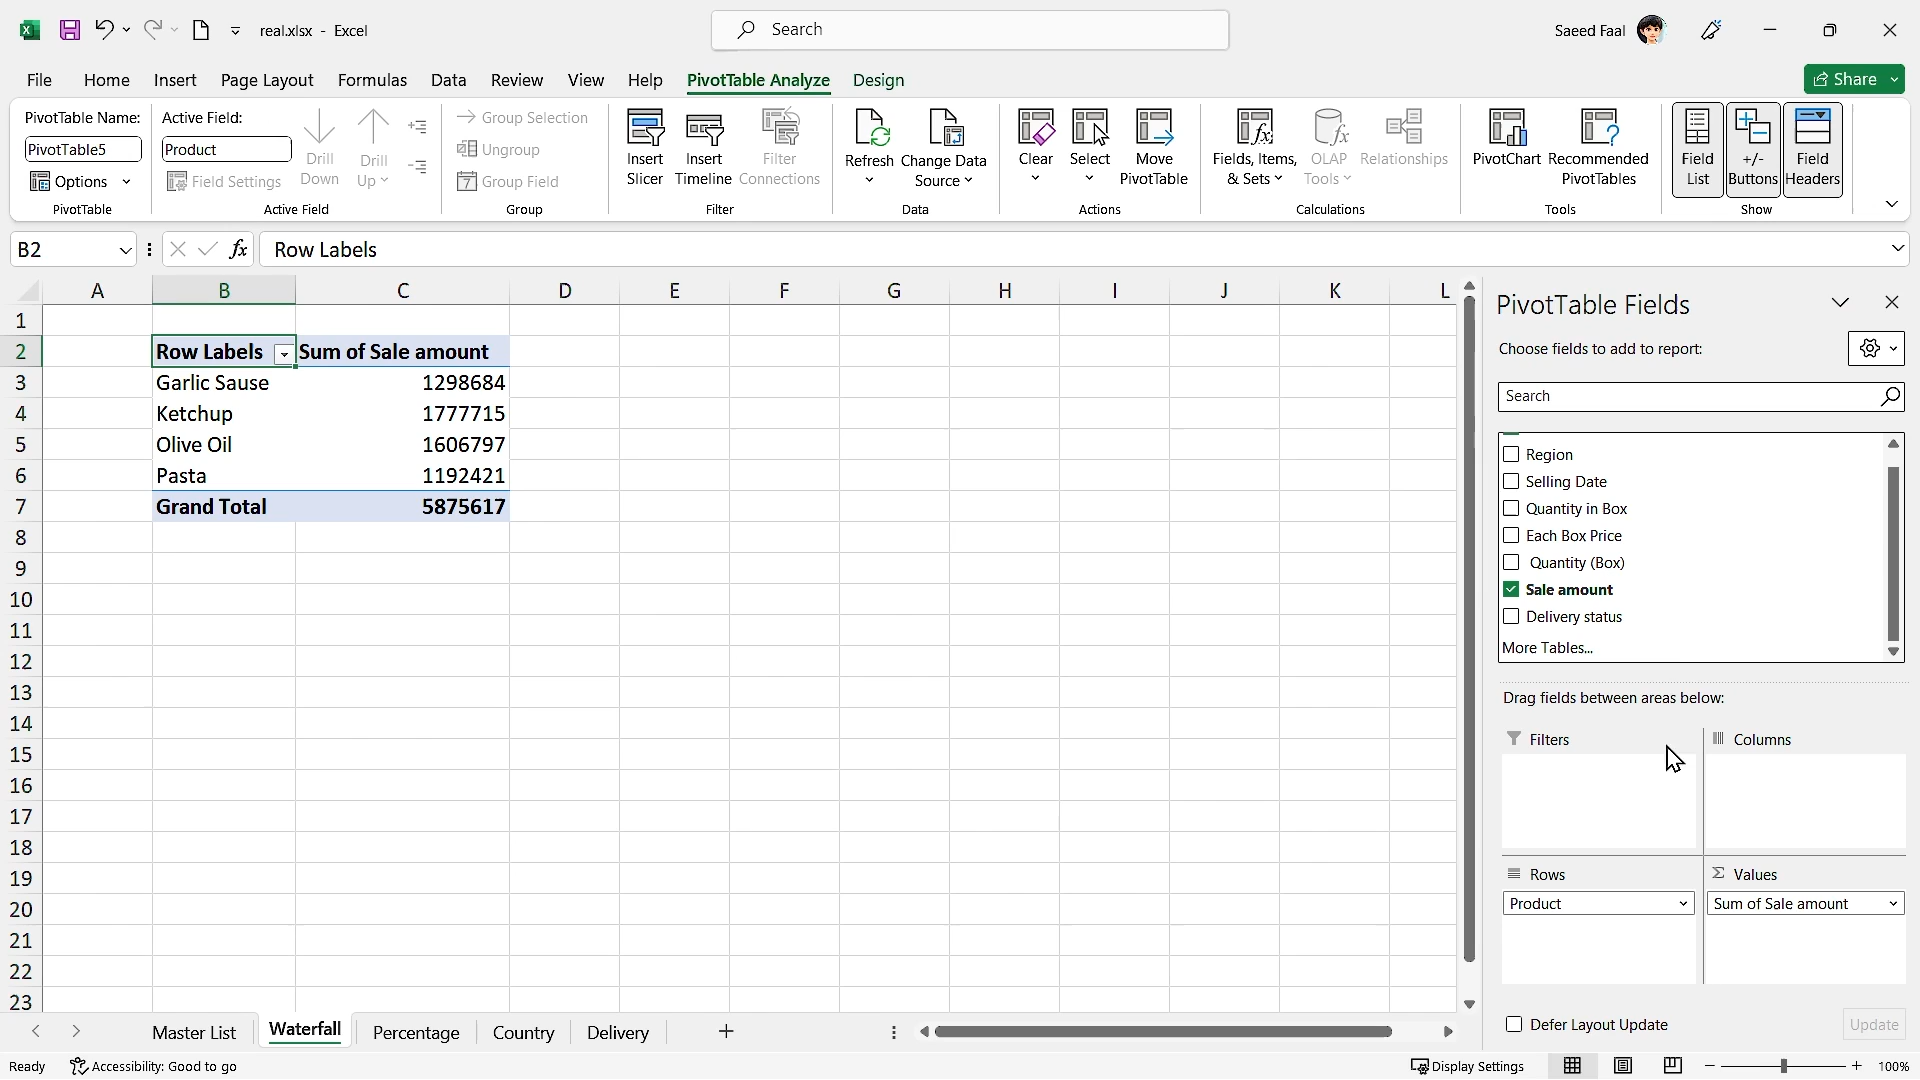 real.xlsx - Excel
Search
Saeed Faal
File Home Insert Page Layout Formulas Data Review View Help PivotTable Analyze Design
Share
PivotTable Name:
PivotTable5
Options
PivotTable
Active Field:
Product
Field Settings
Drill Down
Drill Up
Active Field
Group Selection
Ungroup
7 Group Field
Group
Insert Slicer
Insert Timeline
Filter Connections
Filter
Refresh
Change Data Source
Data
Clear
Select
Move PivotTable
Actions
Fields, Items, & Sets
OLAP Tools
Relationships
Calculations
PivotChart
Recommended PivotTables
Tools
Field List
+/- Buttons
Field Headers
Show
B2
fx
Row Labels
A B C D E F G H I J K L
1
2 Row Labels Sum of Sale amount
3 Garlic Sause 1298684
4 Ketchup 1777715
5 Olive Oil 1606797
6 Pasta 1192421
7 Grand Total 5875617
8
9
10
11
12
13
14
15
16
17
18
19
20
21
22
23
PivotTable Fields
Choose fields to add to report:
Search
Region
Selling Date
Quantity in Box
Each Box Price
Quantity (Box)
Sale amount
Delivery status
More Tables...
Drag fields between areas below:
Filters
Columns
Rows
Σ Values
Product
Sum of Sale amount
Defer Layout Update
Update
Master List Waterfall Percentage Country Delivery
Ready
Accessibility: Good to go
Display Settings
100%